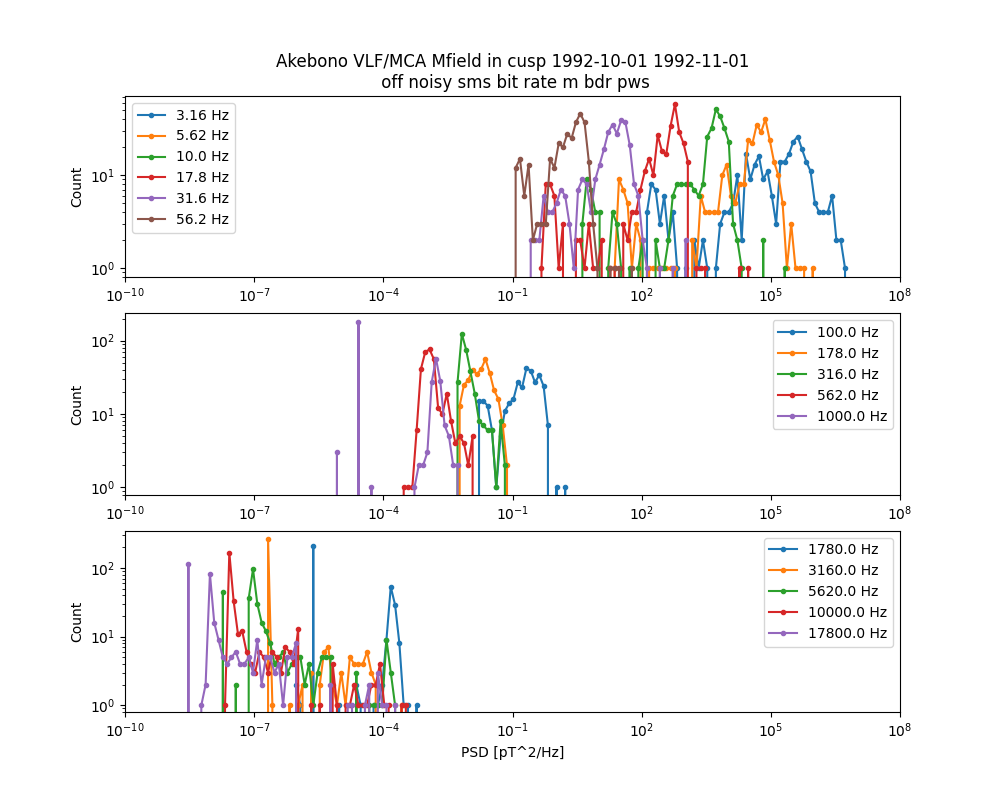 Akebono VLF/MCA Mfield in cusp 1992-10-01 1992-11-01
off noisy sms bit rate m bdr pws
Count
10^1
10^0
3.16 Hz
5.62 Hz
10.0 Hz
17.8 Hz
31.6 Hz
56.2 Hz
10^-10 10^-7 10^-4 10^-1 10^2 10^5 10^8
Count
10^2
10^1
10^0
100.0 Hz
178.0 Hz
316.0 Hz
562.0 Hz
1000.0 Hz
10^-10 10^-7 10^-4 10^-1 10^2 10^5 10^8
Count
10^2
10^1
10^0
1780.0 Hz
3160.0 Hz
5620.0 Hz
10000.0 Hz
17800.0 Hz
10^-10 10^-7 10^-4 10^-1 10^2 10^5 10^8
PSD [pT^2/Hz]